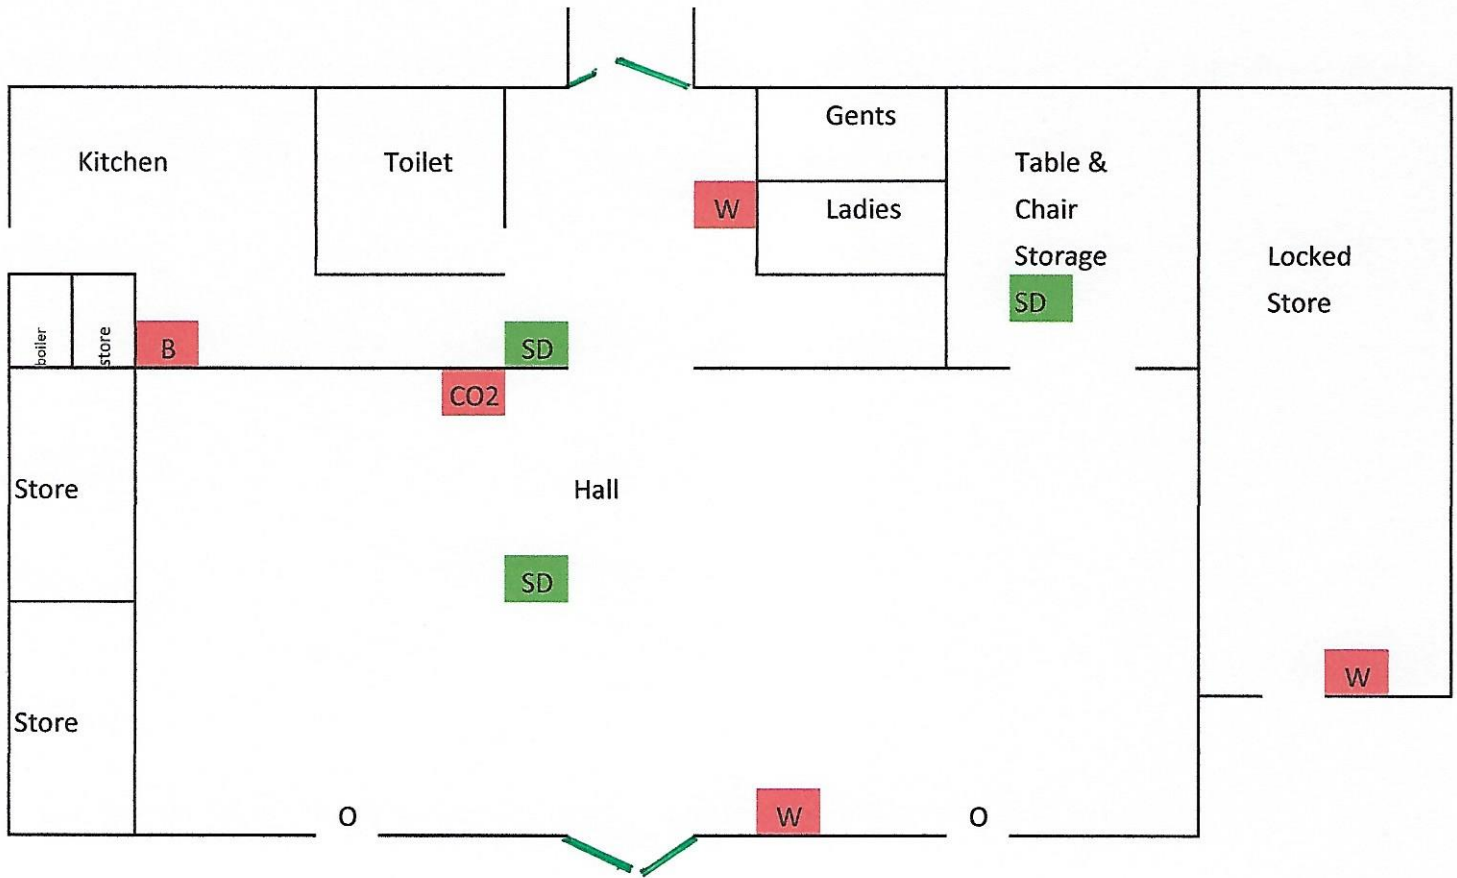 Gents
Kitchen
Toilet
Table &
W
Ladies
Chair
Storage
Locked
SD
Store
boiler
store
B
SD
CO2
Store
Hall
SD
W
Store
W
O
O